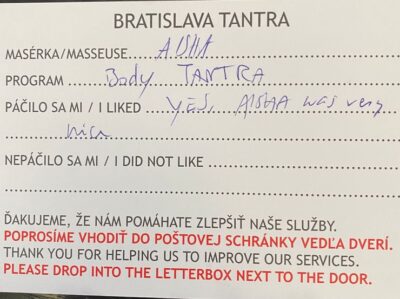 BRATISLAVA TANTRA
MASÉRKA/MASSEUSE AISHA
PROGRAM Body TANTRA
PÁČILO SA MI / I LIKED YES, AISHA was very
nice
NEPÁČILO SA MI / I DID NOT LIKE
ĎAKUJEME, ŽE NÁM POMÁHATE ZLEPŠIŤ NAŠE SLUŽBY.
POPROSÍME VHODIŤ DO POŠTOVEJ SCHRÁNKY VEDĽA DVERÍ.
THANK YOU FOR HELPING US TO IMPROVE OUR SERVICES.
PLEASE DROP INTO THE LETTERBOX NEXT TO THE DOOR.